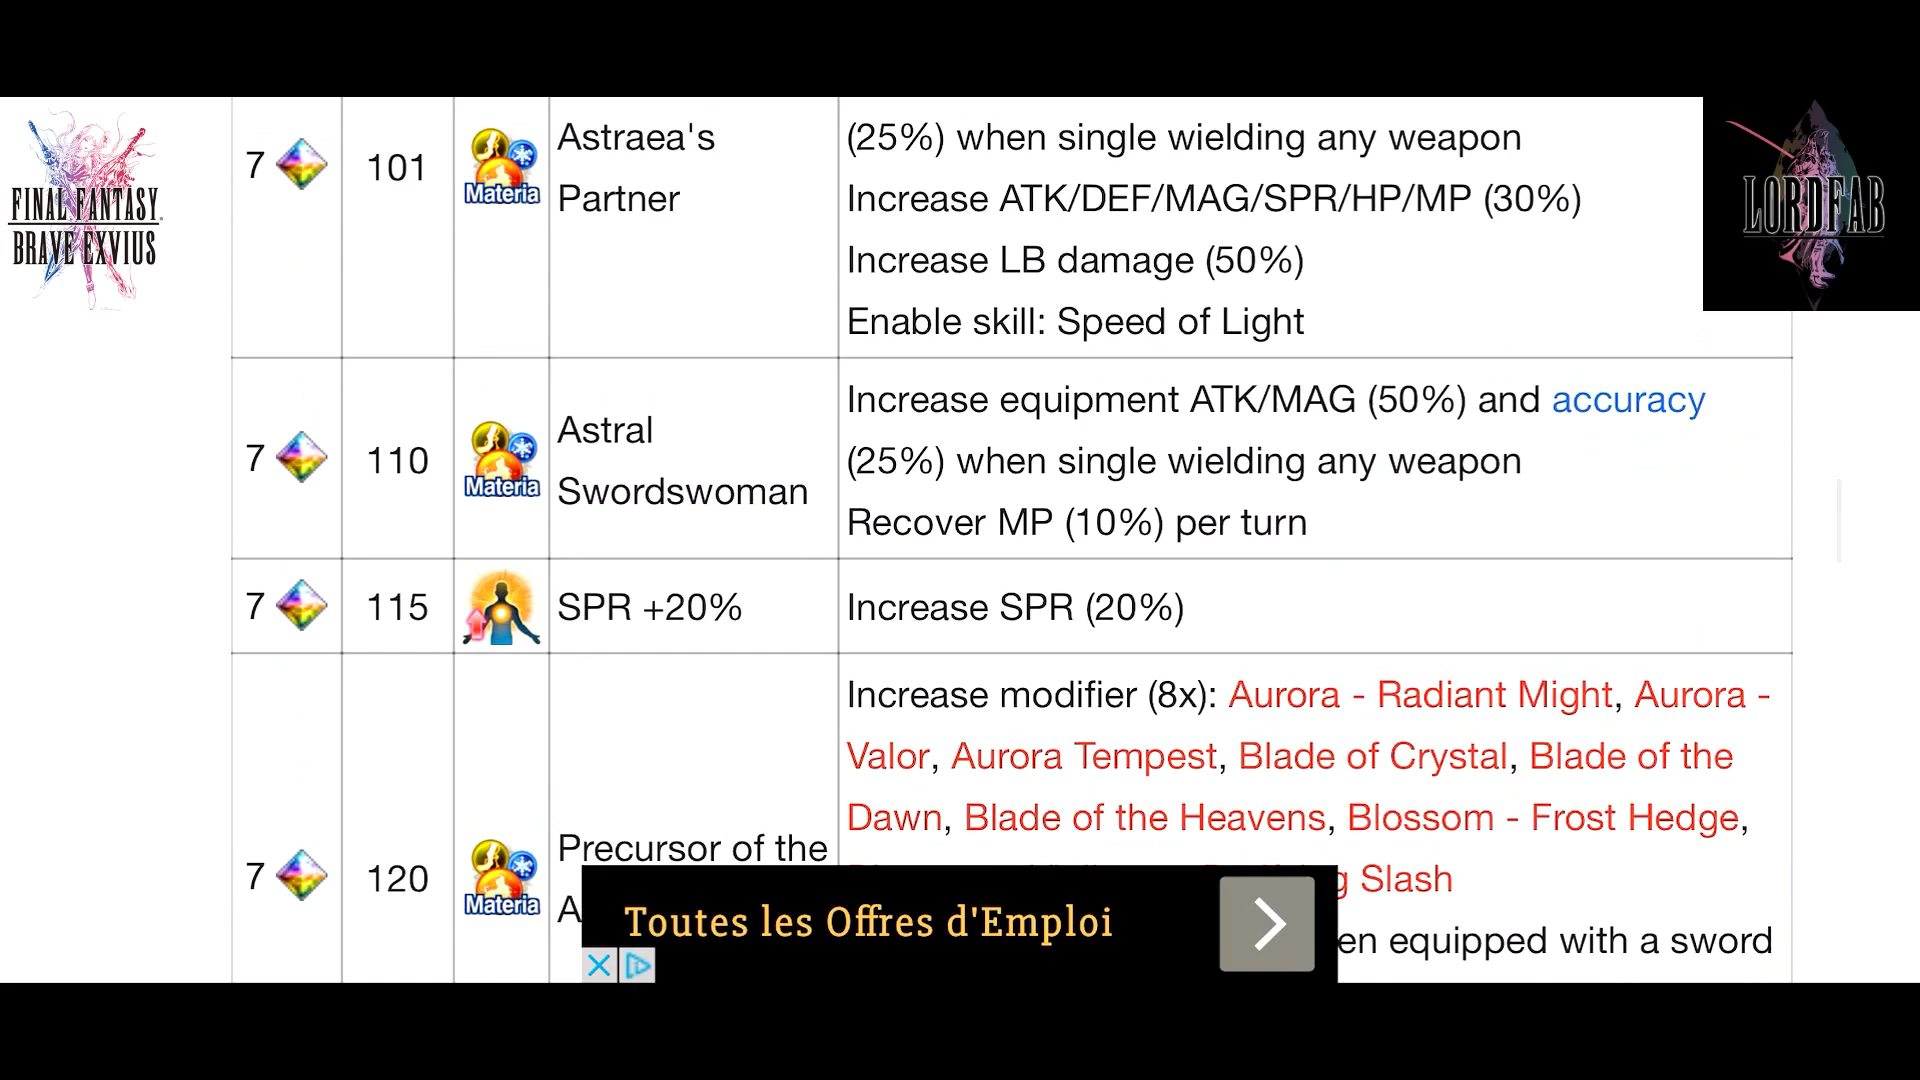 FINAL FANTASY
BRAVE EXVIUS
LORDFAB
7 101 Materia Astraea's Partner
(25%) when single wielding any weapon
Increase ATK/DEF/MAG/SPR/HP/MP (30%)
Increase LB damage (50%)
Enable skill: Speed of Light
7 110 Materia Astral Swordswoman
Increase equipment ATK/MAG (50%) and accuracy
(25%) when single wielding any weapon
Recover MP (10%) per turn
7 115 SPR +20%
Increase SPR (20%)
7 120 Materia Precursor of the
Increase modifier (8x): Aurora - Radiant Might, Aurora -
Valor, Aurora Tempest, Blade of Crystal, Blade of the
Dawn, Blade of the Heavens, Blossom - Frost Hedge,
Slash
equipped with a sword
Toutes les Offres d'Emploi